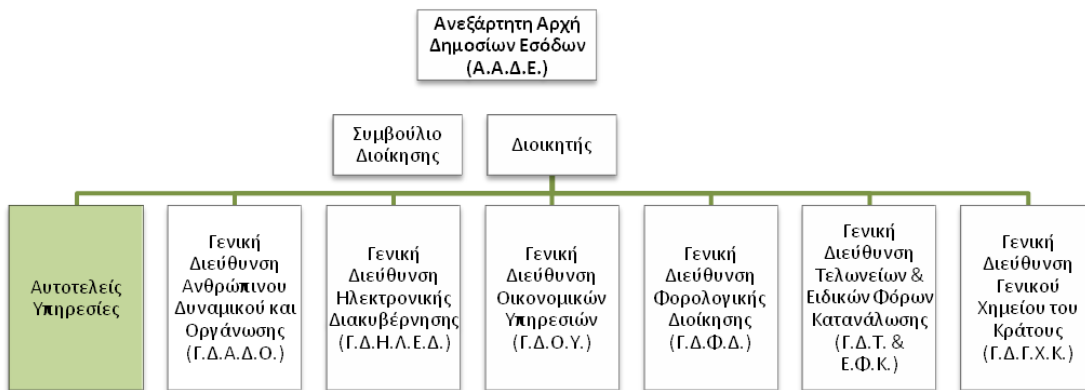 Ανεξάρτητη Αρχή
Δημοσίων Εσόδων
(Α.Α.Δ.Ε.)
Συμβούλιο
Διοίκησης
Διοικητής
Αυτοτελείς
Υπηρεσίες
Γενική
Διεύθυνση
Ανθρώπινου
Δυναμικού και
Οργάνωσης
(Γ.Δ.Α.Δ.Ο.)
Γενική
Διεύθυνση
Ηλεκτρονικής
Διακυβέρνησης
(Γ.Δ.Η.Λ.Ε.Δ.)
Γενική
Διεύθυνση
Οικονομικών
Υπηρεσιών
(Γ.Δ.Ο.Υ.)
Γενική
Διεύθυνση
Φορολογικής
Διοίκησης
(Γ.Δ.Φ.Δ.)
Γενική
Διεύθυνση
Τελωνείων &
Ειδικών Φόρων
Κατανάλωσης
(Γ.Δ.Τ. &
Ε.Φ.Κ.)
Γενική
Διεύθυνση
Γενικού
Χημείου του
Κράτους
(Γ.Δ.Γ.Χ.Κ.)